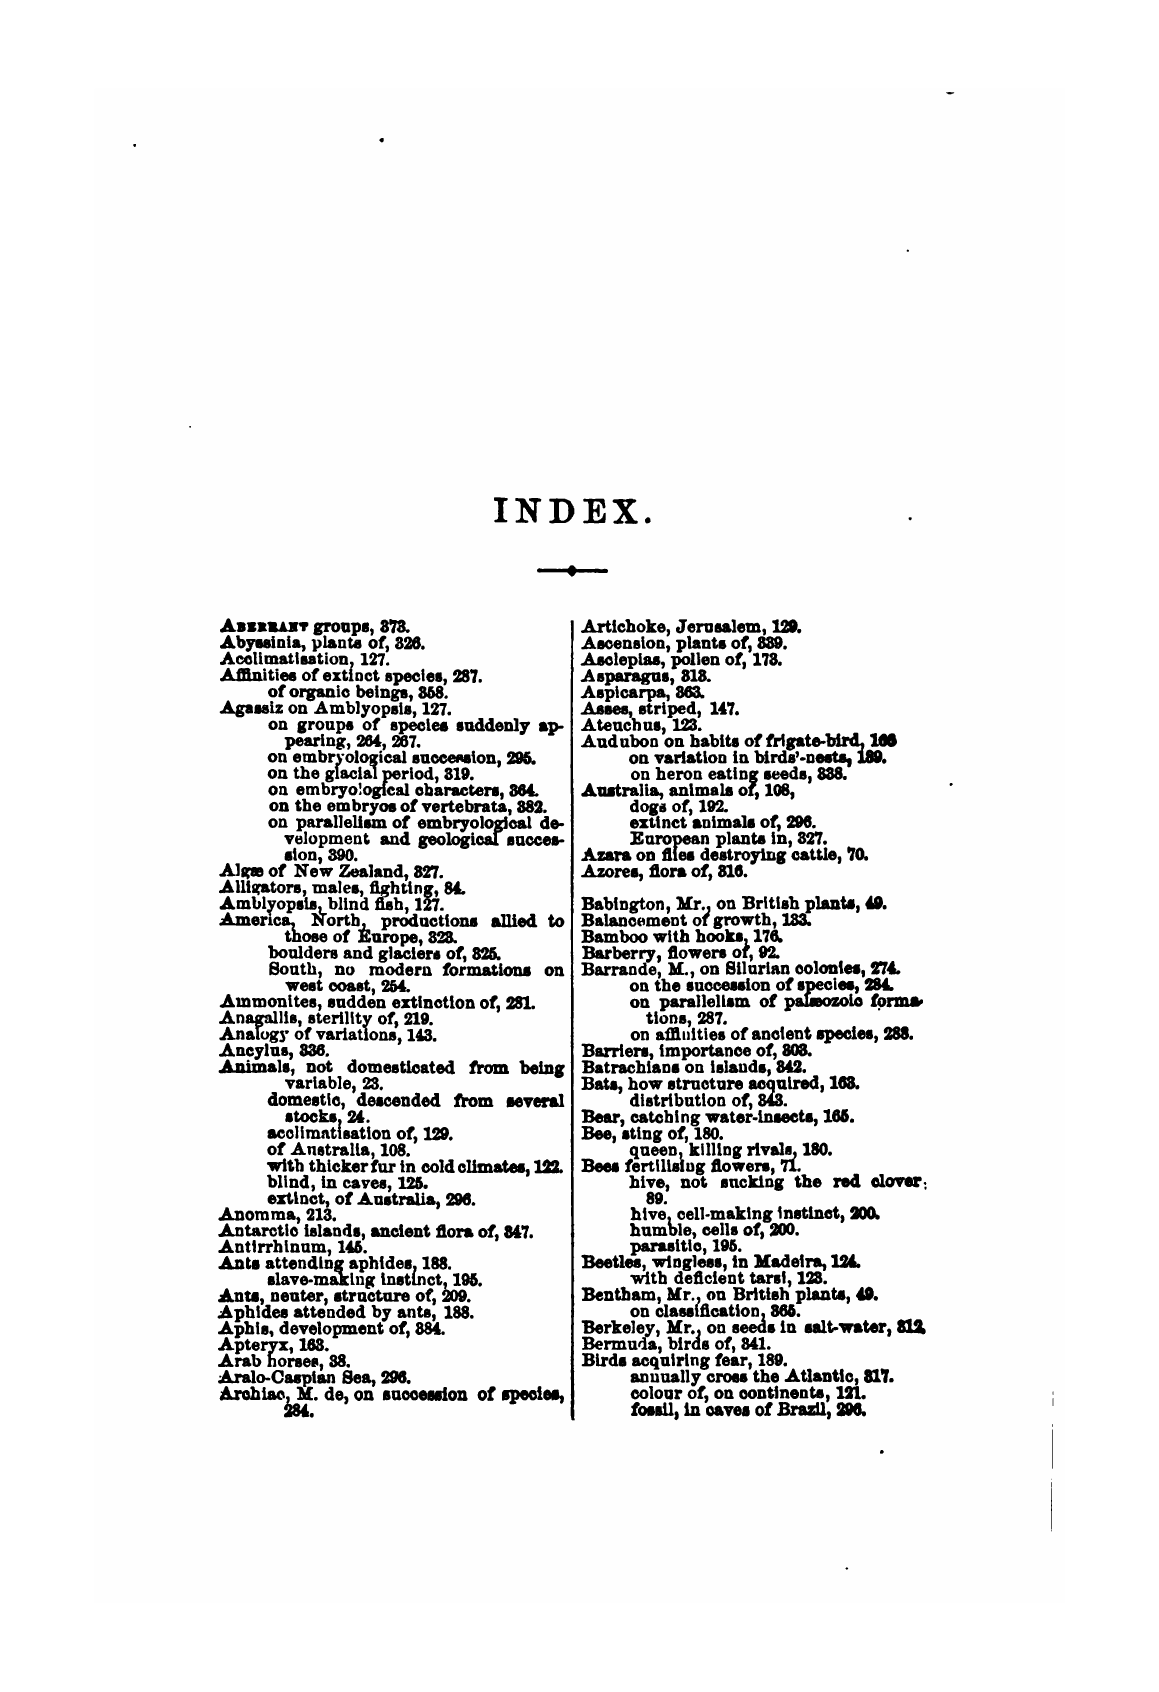 INDEX.
ABERRANT groups, 373.
Abyssinia, plants of, 326.
Acclimatisation, 127.
Affinities of extinct species, 287.
of organic beings, 358.
Agassiz on Amblyopsis, 127.
on groups of species suddenly ap-
pearing, 264, 267.
on embryological succession, 295.
on the glacial period, 319.
on embryological characters, 364.
on the embryos of vertebrata, 382.
on parallelism of embryological de-
velopment and geological succes-
sion, 390.
Algæ of New Zealand, 327.
Alligators, males, fighting, 84.
Amblyopsis, blind fish, 127.
America, North, productions allied to
those of Europe, 323.
boulders and glaciers of, 325.
South, no modern formations on
west coast, 254.
Ammonites, sudden extinction of, 281.
Anagallis, sterility of, 219.
Analogy of variations, 143.
Ancylus, 336.
Animals, not domesticated from being
variable, 23.
domestic, descended from several
stocks, 24.
acclimatisation of, 129.
of Australia, 108.
with thicker fur in cold climates, 122.
blind, in caves, 125.
extinct, of Australia, 296.
Anomma, 213.
Antarctic islands, ancient flora of, 347.
Antirrhinum, 145.
Ants attending aphides, 188.
slave-making instinct, 195.
Ants, neuter, structure of, 209.
Aphides attended by ants, 188.
Aphis, development of, 384.
Apteryx, 163.
Arab horses, 38.
Aralo-Caspian Sea, 296.
Archiac, M. de, on succession of species,
284.
Artichoke, Jerusalem, 129.
Ascension, plants of, 339.
Asclepias, pollen of, 173.
Asparagus, 313.
Aspicarpa, 363.
Asses, striped, 147.
Ateuchus, 123.
Audubon on habits of frigate-bird, 166
on variation in birds'-nests, 189.
on heron eating seeds, 338.
Australia, animals of, 108,
dogs of, 192.
extinct animals of, 296.
European plants in, 327.
Azara on flies destroying cattle, 70.
Azores, flora of, 316.
Babington, Mr., on British plants, 49.
Balancement of growth, 133.
Bamboo with hooks, 176.
Barberry, flowers of, 92.
Barrande, M., on Silurian colonies, 274.
on the succession of species, 284.
on parallelism of palæozoic forma-
tions, 287.
on affinities of ancient species, 288.
Barriers, importance of, 303.
Batrachians on islands, 342.
Bats, how structure acquired, 163.
distribution of, 343.
Bear, catching water-insects, 165.
Bee, sting of, 180.
queen, killing rivals, 180.
Bees fertilising flowers, 71.
hive, not sucking the red clover,
89.
hive, cell-making instinct, 200.
humble, cells of, 200.
parasitic, 195.
Beetles, wingless, in Madeira, 124.
with deficient tarsi, 123.
Bentham, Mr., on British plants, 49.
on classification, 365.
Berkeley, Mr., on seeds in salt-water, 312.
Bermuda, birds of, 341.
Birds acquiring fear, 189.
annually cross the Atlantic, 317.
colour of, on continents, 121.
fossil, in caves of Brazil, 296.